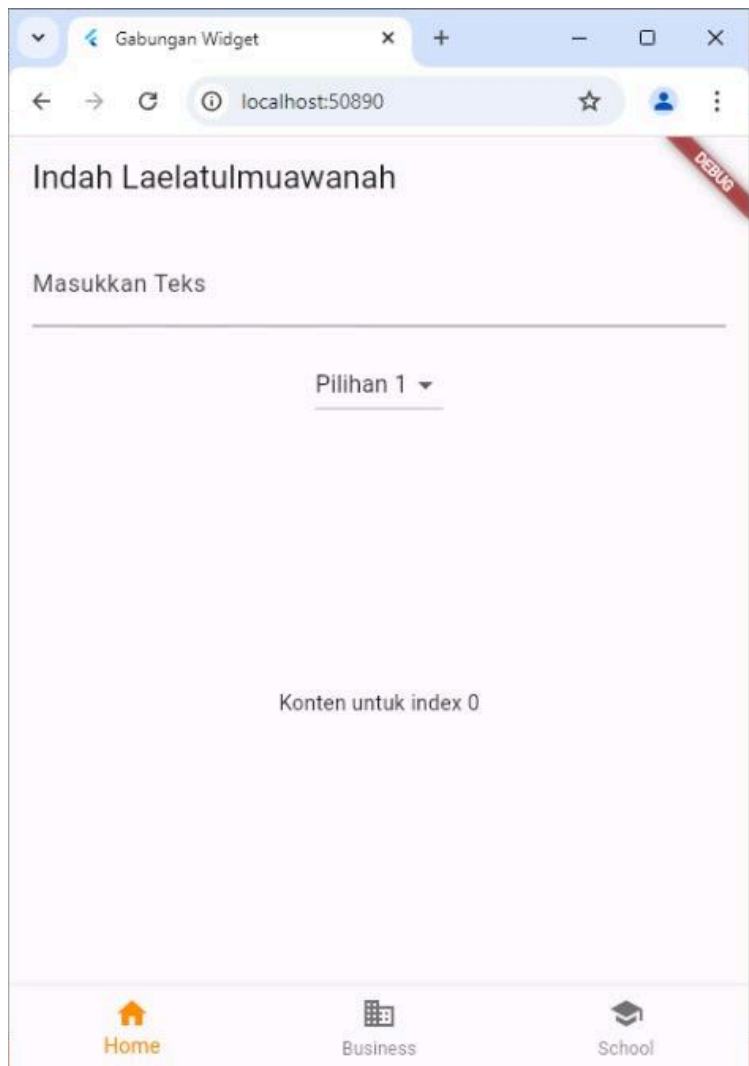 Gabungan Widget
localhost:50890
Indah Laelatulmuawanah
DEBUG
Masukkan Teks
Pilihan 1
Konten untuk index 0
Home Business School